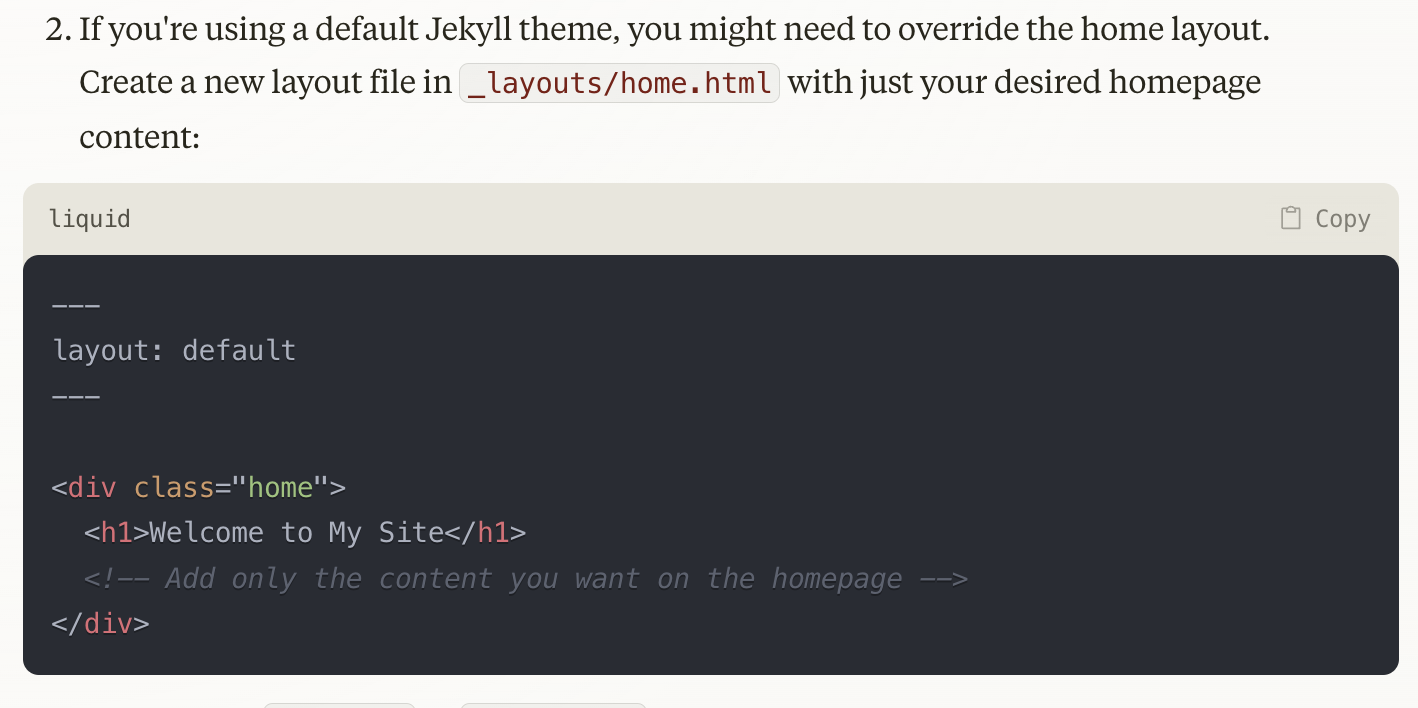 2. If you're using a default Jekyll theme, you might need to override the home layout.
Create a new layout file in _layouts/home.html with just your desired homepage
content:
liquid Copy
---
layout: default
---
<div class="home">
  <h1>Welcome to My Site</h1>
  <!-- Add only the content you want on the homepage -->
</div>